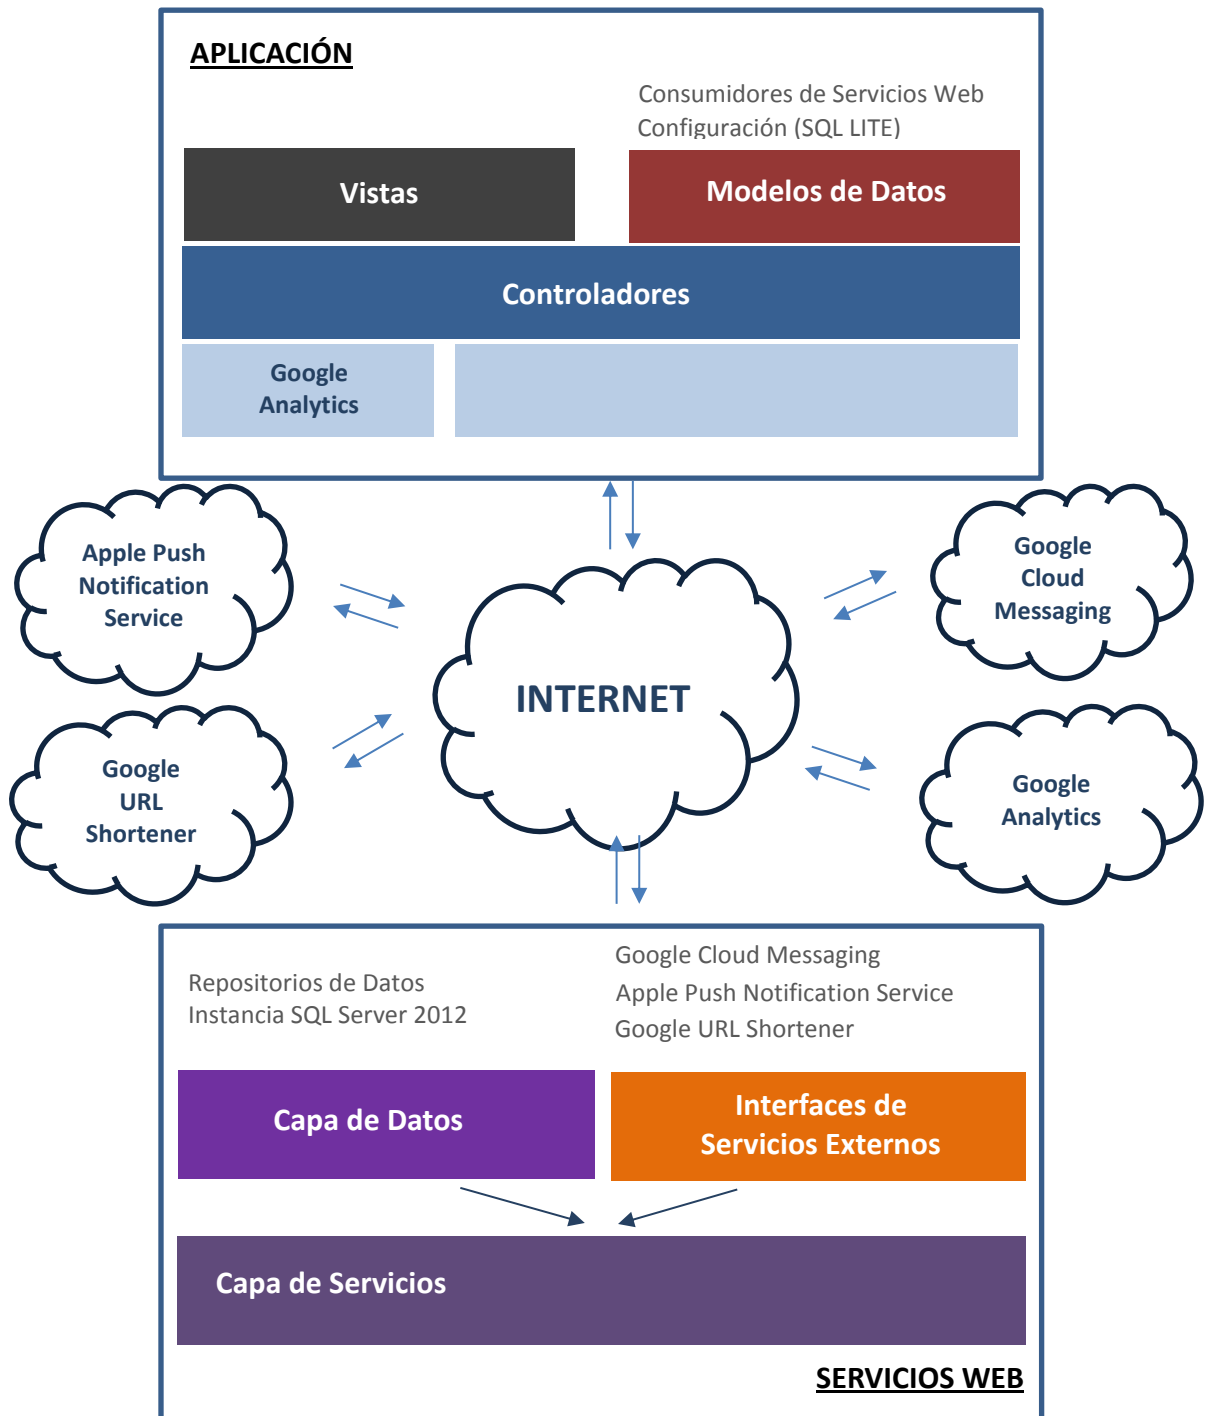 APLICACIÓN
Consumidores de Servicios Web
Configuración (SQL LITE)
Vistas
Modelos de Datos
Controladores
Google
Analytics
Apple Push
Notification
Service
Google
Cloud
Messaging
INTERNET
Google
URL
Shortener
Google
Analytics
Repositorios de Datos
Instancia SQL Server 2012
Google Cloud Messaging
Apple Push Notification Service
Google URL Shortener
Capa de Datos
Interfaces de
Servicios Externos
Capa de Servicios
SERVICIOS WEB